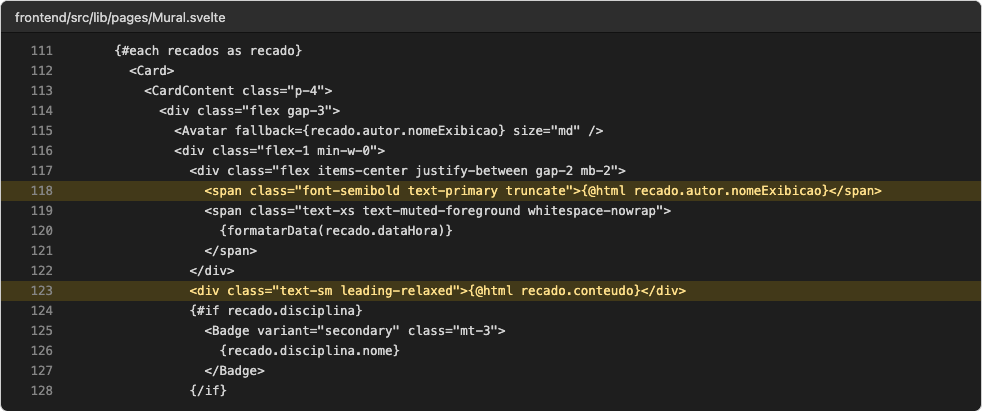 frontend/src/lib/pages/Mural.svelte
111 {#each recados as recado}
112 <Card>
113 <CardContent class="p-4">
114 <div class="flex gap-3">
115 <Avatar fallback={recado.autor.nomeExibicao} size="md" />
116 <div class="flex-1 min-w-0">
117 <div class="flex items-center justify-between gap-2 mb-2">
118 <span class="font-semibold text-primary truncate">{@html recado.autor.nomeExibicao}</span>
119 <span class="text-xs text-muted-foreground whitespace-nowrap">
120 {formatarData(recado.dataHora)}
121 </span>
122 </div>
123 <div class="text-sm leading-relaxed">{@html recado.conteudo}</div>
124 {#if recado.disciplina}
125 <Badge variant="secondary" class="mt-3">
126 {recado.disciplina.nome}
127 </Badge>
128 {/if}